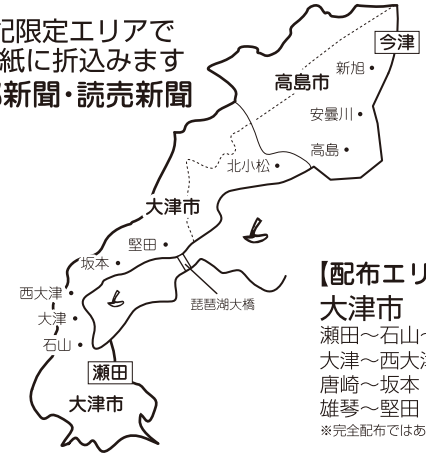 記限定エリアで
紙に折込みます
新聞・読売新聞
今津
新旭
高島市
安曇川
高島
北小松
大津市
堅田
坂本
西大津
琵琶湖大橋
大津
石山
瀬田
大津市
【配布エリ
大津市
瀬田〜石山〜
大津〜西大津
唐崎〜坂本
雄琴〜堅田
※完全配布ではあ